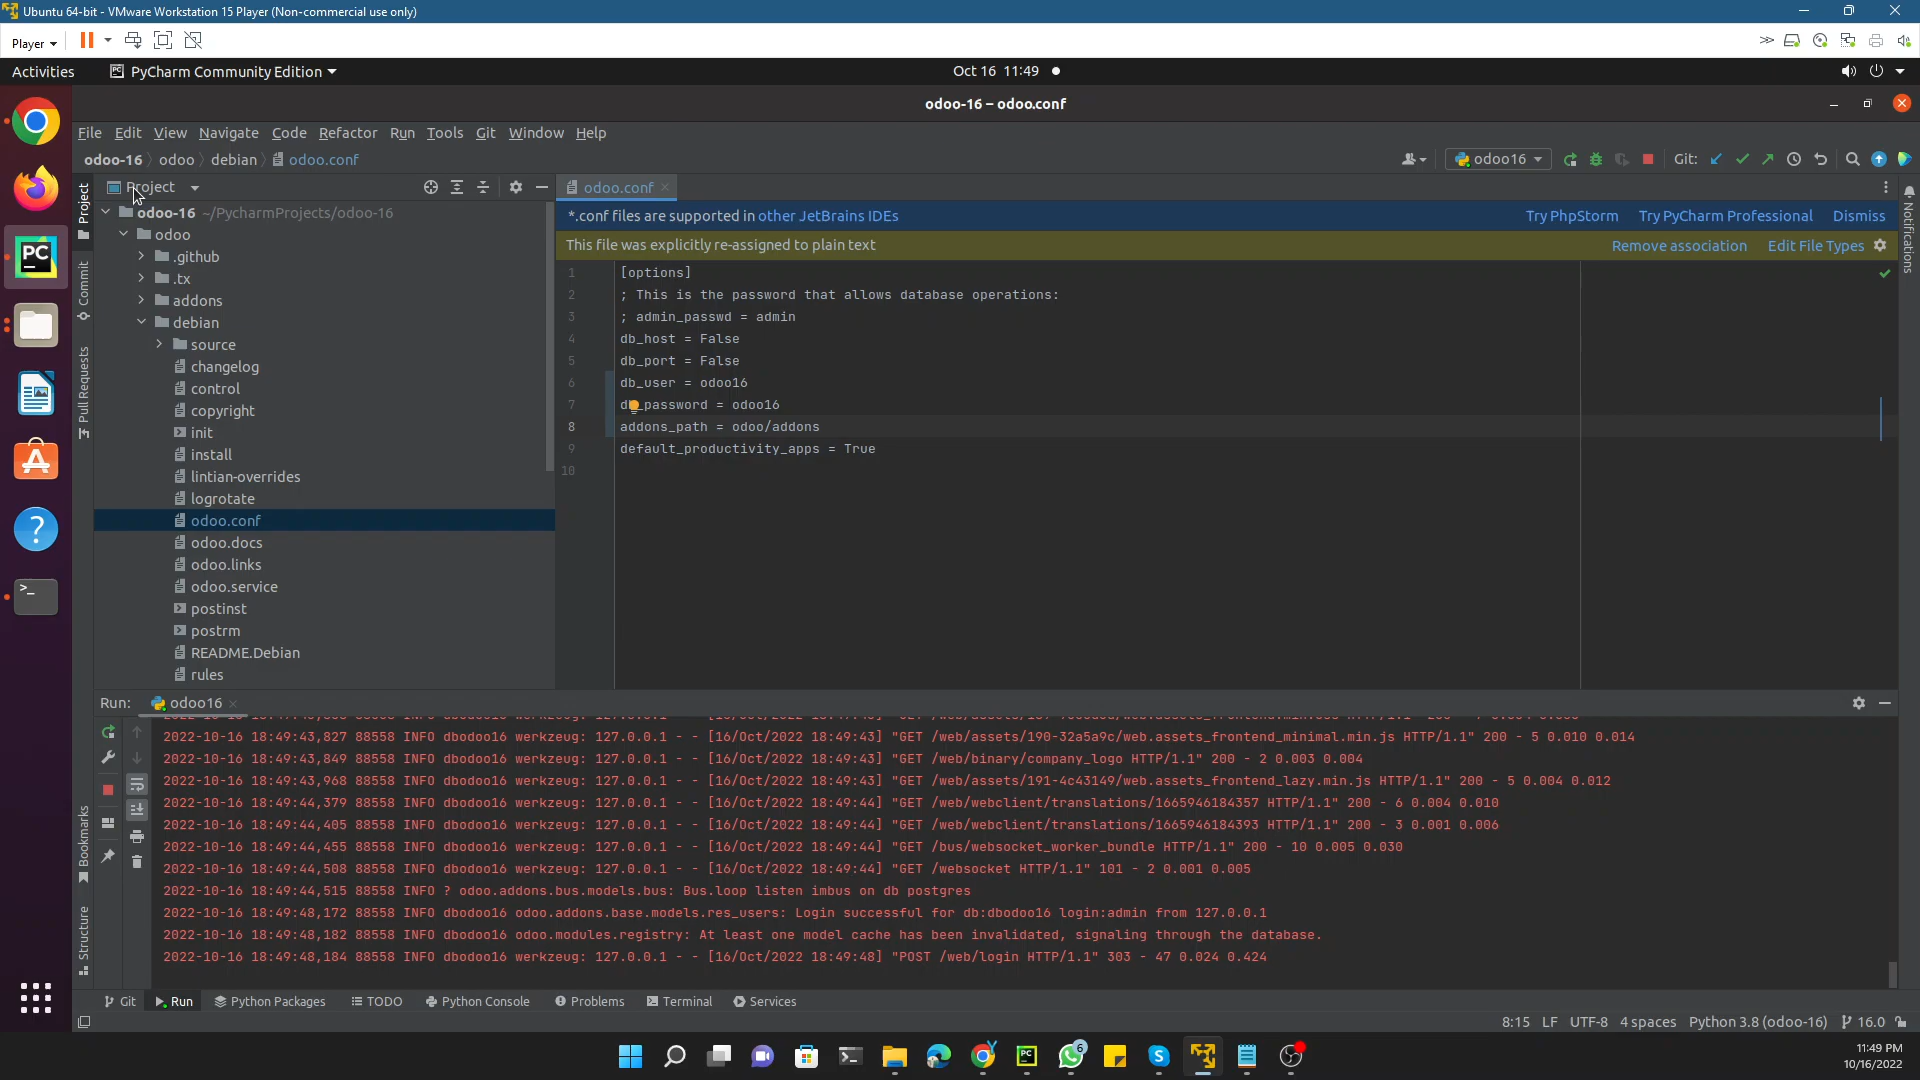 Ubuntu 64-bit - VMware Workstation 15 Player (Non-commercial use only)
Player
Activities
PyCharm Community Edition
Oct 16 11:49
odoo-16 – odoo.conf
File Edit View Navigate Code Refactor Run Tools Git Window Help
odoo-16 odoo debian odoo.conf
odoo16
Git:
Project
odoo.conf
Project
Commit
Pull Requests
Bookmarks
Structure
Notifications
odoo-16 ~/PycharmProjects/odoo-16
odoo
.github
.tx
addons
debian
source
changelog
control
copyright
init
install
lintian-overrides
logrotate
odoo.conf
odoo.docs
odoo.links
odoo.service
postinst
postrm
README.Debian
rules
*.conf files are supported in other JetBrains IDEs
Try PhpStorm Try PyCharm Professional Dismiss
This file was explicitly re-assigned to plain text
Remove association Edit File Types
1 [options]
2 ; This is the password that allows database operations:
3 ; admin_passwd = admin
4 db_host = False
5 db_port = False
6 db_user = odoo16
7 db_password = odoo16
8 addons_path = odoo/addons
9 default_productivity_apps = True
10
Run: odoo16
2022-10-16 18:49:43,827 88558 INFO dbodoo16 werkzeug: 127.0.0.1 - - [16/Oct/2022 18:49:43] "GET /web/assets/190-32a5a9c/web.assets_frontend_minimal.min.js HTTP/1.1" 200 - 5 0.010 0.014
2022-10-16 18:49:43,849 88558 INFO dbodoo16 werkzeug: 127.0.0.1 - - [16/Oct/2022 18:49:43] "GET /web/binary/company_logo HTTP/1.1" 200 - 2 0.003 0.004
2022-10-16 18:49:43,968 88558 INFO dbodoo16 werkzeug: 127.0.0.1 - - [16/Oct/2022 18:49:43] "GET /web/assets/191-4c43149/web.assets_frontend_lazy.min.js HTTP/1.1" 200 - 5 0.004 0.012
2022-10-16 18:49:44,379 88558 INFO dbodoo16 werkzeug: 127.0.0.1 - - [16/Oct/2022 18:49:44] "GET /web/webclient/translations/1665946184357 HTTP/1.1" 200 - 6 0.004 0.010
2022-10-16 18:49:44,405 88558 INFO dbodoo16 werkzeug: 127.0.0.1 - - [16/Oct/2022 18:49:44] "GET /web/webclient/translations/1665946184393 HTTP/1.1" 200 - 3 0.001 0.006
2022-10-16 18:49:44,455 88558 INFO dbodoo16 werkzeug: 127.0.0.1 - - [16/Oct/2022 18:49:44] "GET /bus/websocket_worker_bundle HTTP/1.1" 200 - 10 0.005 0.030
2022-10-16 18:49:44,508 88558 INFO dbodoo16 werkzeug: 127.0.0.1 - - [16/Oct/2022 18:49:44] "GET /websocket HTTP/1.1" 101 - 2 0.001 0.005
2022-10-16 18:49:44,515 88558 INFO ? odoo.addons.bus.models.bus: Bus.loop listen imbus on db postgres
2022-10-16 18:49:48,172 88558 INFO dbodoo16 odoo.addons.base.models.res_users: Login successful for db:dbodoo16 login:admin from 127.0.0.1
2022-10-16 18:49:48,182 88558 INFO dbodoo16 odoo.modules.registry: At least one model cache has been invalidated, signaling through the database.
2022-10-16 18:49:48,184 88558 INFO dbodoo16 werkzeug: 127.0.0.1 - - [16/Oct/2022 18:49:48] "POST /web/login HTTP/1.1" 303 - 47 0.024 0.424
Git Run Python Packages TODO Python Console Problems Terminal Services
8:15 LF UTF-8 4 spaces Python 3.8 (odoo-16) 16.0
6
11:49 PM
10/16/2022